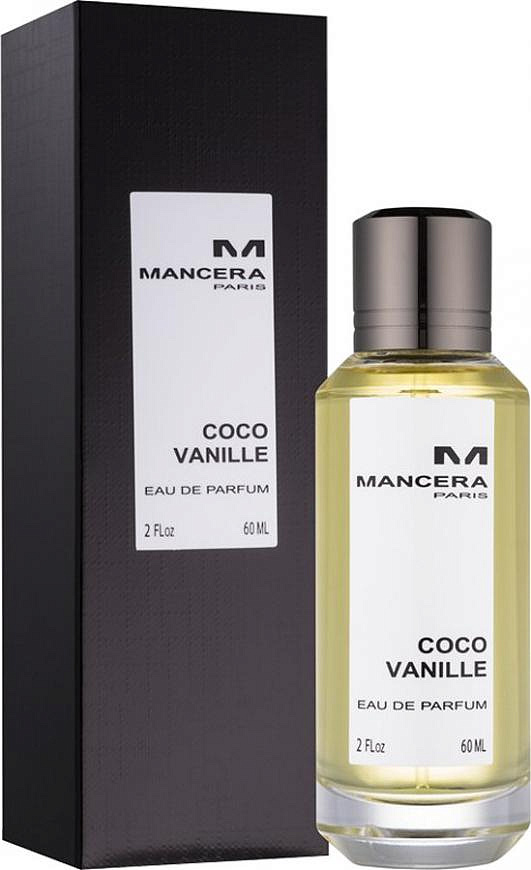 M
MANCERA
PARIS
COCO
VANILLE
EAU DE PARFUM
2 FLoz 60 ML
M
MANCERA
PARIS
COCO
VANILLE
EAU DE PARFUM
2 FLoz 60 ML